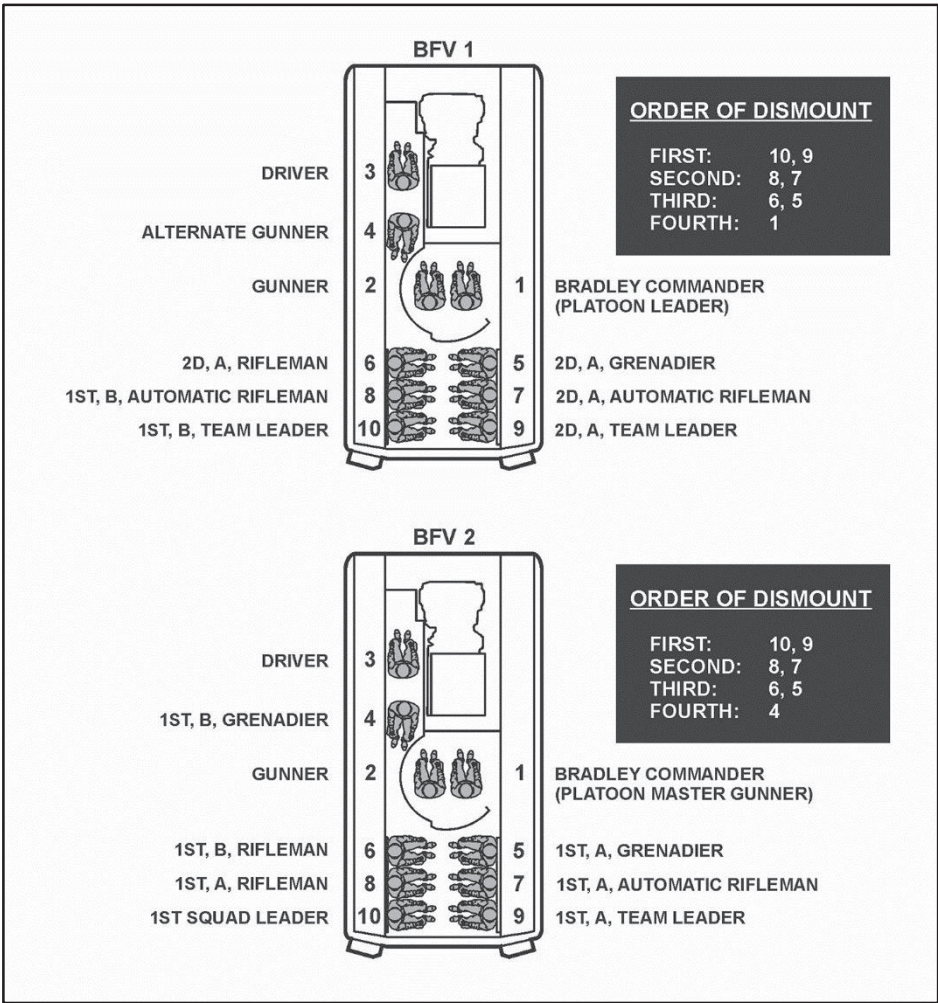 BFV 1
ORDER OF DISMOUNT
FIRST: 10, 9
SECOND: 8, 7
THIRD: 6, 5
FOURTH: 1
DRIVER 3
ALTERNATE GUNNER 4
GUNNER 2
1 BRADLEY COMMANDER
(PLATOON LEADER)
2D, A, RIFLEMAN 6
5 2D, A, GRENADIER
1ST, B, AUTOMATIC RIFLEMAN 8
7 2D, A, AUTOMATIC RIFLEMAN
1ST, B, TEAM LEADER 10
9 2D, A, TEAM LEADER
BFV 2
ORDER OF DISMOUNT
FIRST: 10, 9
SECOND: 8, 7
THIRD: 6, 5
FOURTH: 4
DRIVER 3
1ST, B, GRENADIER 4
GUNNER 2
1 BRADLEY COMMANDER
(PLATOON MASTER GUNNER)
1ST, B, RIFLEMAN 6
5 1ST, A, GRENADIER
1ST, A, RIFLEMAN 8
7 1ST, A, AUTOMATIC RIFLEMAN
1ST SQUAD LEADER 10
9 1ST, A, TEAM LEADER